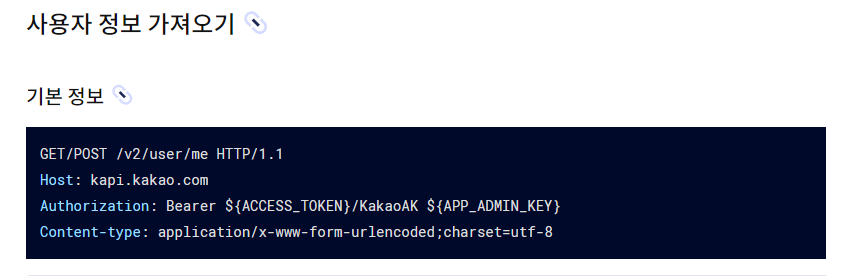 사용자 정보 가져오기
기본 정보
GET/POST /v2/user/me HTTP/1.1
Host: kapi.kakao.com
Authorization: Bearer ${ACCESS_TOKEN}/KakaoAK ${APP_ADMIN_KEY}
Content-type: application/x-www-form-urlencoded;charset=utf-8